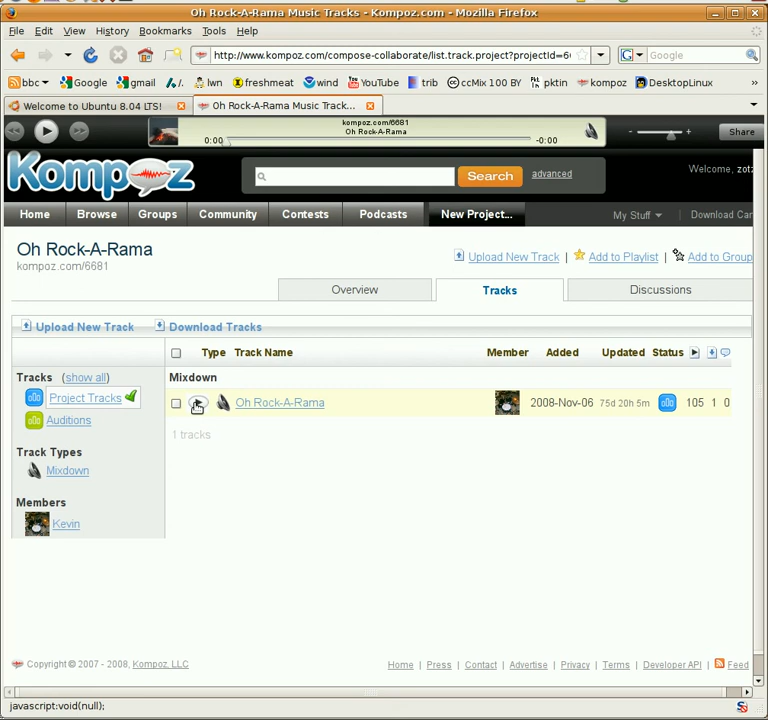 Oh Rock-A-Rama Music Tracks - Kompoz.com - Mozilla Firefox
File Edit View History Bookmarks Tools Help
http://www.kompoz.com/compose-collaborate/list.track.project?projectId=6 Google
bbc Google gmail /. lwn freshmeat wind YouTube trib ccMix 100 BY pktin kompoz DesktopLinux
Welcome to Ubuntu 8.04 LTS! Oh Rock-A-Rama Music Track...
kompoz.com/6681
Oh Rock-A-Rama
0:00 -0:00 - + Share
Kompoz Search advanced Welcome, zotz
Home Browse Groups Community Contests Podcasts New Project... My Stuff Download Car
Oh Rock-A-Rama
kompoz.com/6681
Upload New Track | Add to Playlist | Add to Group
Overview Tracks Discussions
Upload New Track Download Tracks
Type Track Name Member Added Updated Status
Tracks (show all)
Mixdown
Project Tracks
Oh Rock-A-Rama 2008-Nov-06 75d 20h 5m 105 1 0
Auditions
1 tracks
Track Types
Mixdown
Members
Kevin
Copyright © 2007 - 2008, Kompoz, LLC Home | Press | Contact | Advertise | Privacy | Terms | Developer API | Feed
javascript:void(null);